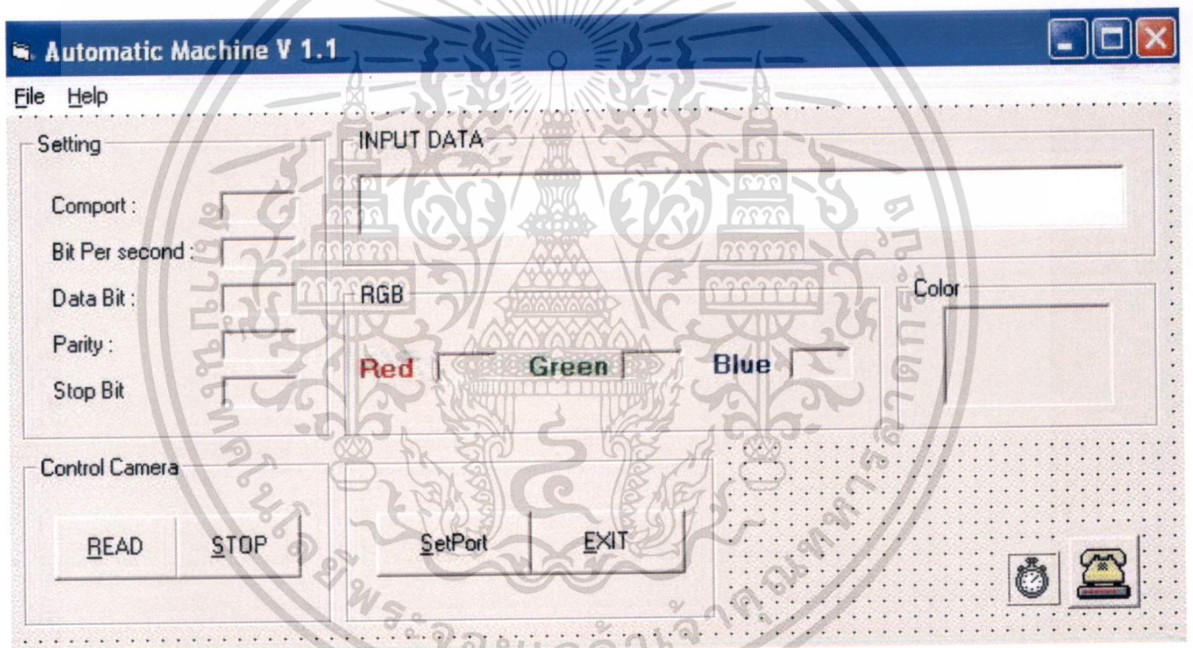 Automatic Machine V 1.1
File Help
Setting
Comport :
Bit Per second :
Data Bit :
Parity :
Stop Bit
INPUT DATA
RGB
Red Green Blue
Color
Control Camera
READ STOP
SetPort EXIT